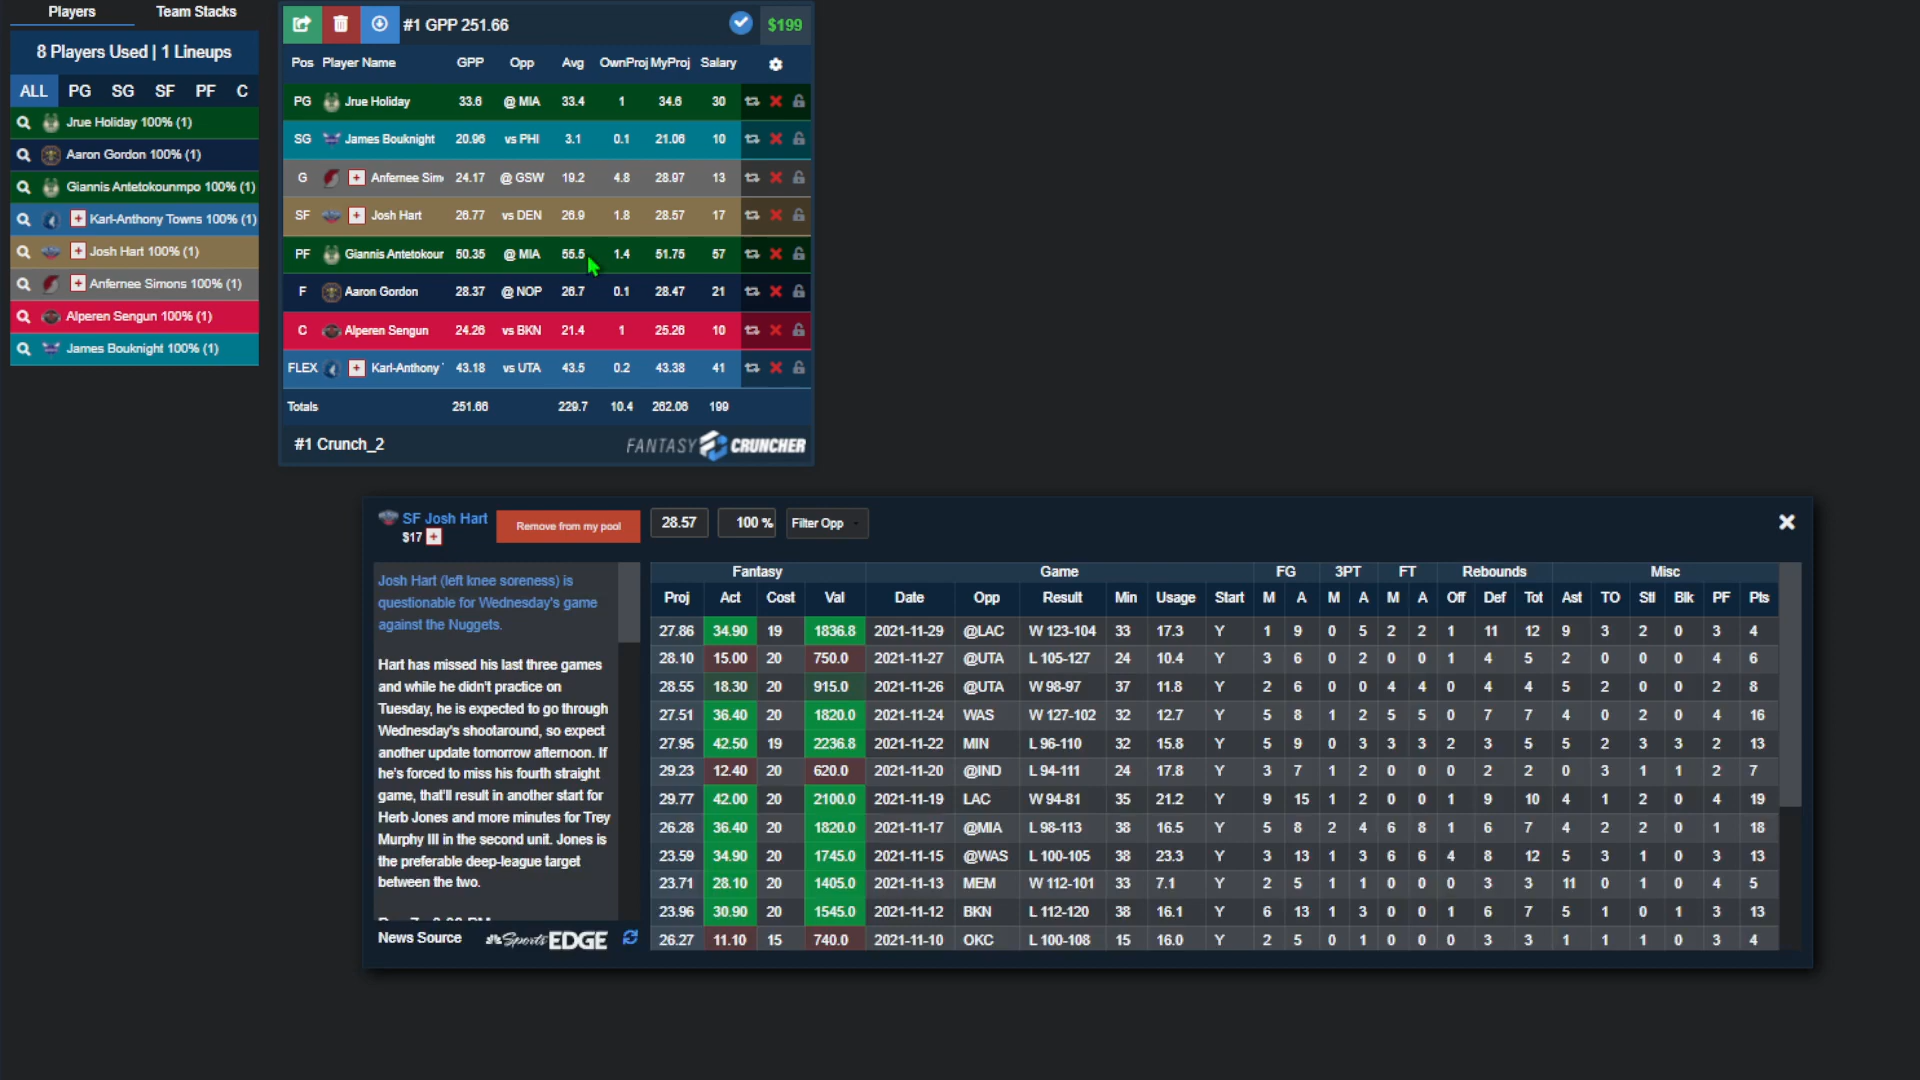 Players Team Stacks
8 Players Used | 1 Lineups
ALL PG SG SF PF C
Jrue Holiday 100% (1)
Aaron Gordon 100% (1)
Giannis Antetokounmpo 100% (1)
Karl-Anthony Towns 100% (1)
Josh Hart 100% (1)
Anfernee Simons 100% (1)
Alperen Sengun 100% (1)
James Bouknight 100% (1)
#1 GPP 251.66 $199
Pos Player Name GPP Opp Avg OwnProj MyProj Salary
PG Jrue Holiday 33.6 @ MIA 33.4 1 34.6 30
SG James Bouknight 20.96 vs PHI 3.1 0.1 21.06 10
G Anfernee Sim 24.17 @ GSW 19.2 4.8 28.97 13
SF Josh Hart 26.77 vs DEN 26.9 1.8 28.57 17
PF Giannis Antetokour 50.35 @ MIA 55.5 1.4 51.75 57
F Aaron Gordon 28.37 @ NOP 26.7 0.1 28.47 21
C Alperen Sengun 24.26 vs BKN 21.4 1 25.26 10
FLEX Karl-Anthony 43.18 vs UTA 43.5 0.2 43.38 41
Totals 251.66 229.7 10.4 262.06 199
#1 Crunch_2 FANTASY CRUNCHER
SF Josh Hart
$17
Remove from my pool 28.57 100 % Filter Opp
Josh Hart (left knee soreness) is
questionable for Wednesday's game
against the Nuggets.
Hart has missed his last three games
and while he didn't practice on
Tuesday, he is expected to go through
Wednesday's shootaround, so expect
another update tomorrow afternoon. If
he's forced to miss his fourth straight
game, that'll result in another start for
Herb Jones and more minutes for Trey
Murphy III in the second unit. Jones is
the preferable deep-league target
between the two.
News Source Sports EDGE
Fantasy Game FG 3PT FT Rebounds Misc
Proj Act Cost Val Date Opp Result Min Usage Start M A M A M A Off Def Tot Ast TO Stl Blk PF Pts
27.86 34.90 19 1836.8 2021-11-29 @LAC W 123-104 33 17.3 Y 1 9 0 5 2 2 1 11 12 9 3 2 0 3 4
28.10 15.00 20 750.0 2021-11-27 @UTA L 105-127 24 10.4 Y 3 6 0 2 0 0 1 4 5 2 0 0 0 4 6
28.55 18.30 20 915.0 2021-11-26 @UTA W 98-97 37 11.8 Y 2 6 0 0 4 4 0 4 4 5 2 0 0 2 8
27.51 36.40 20 1820.0 2021-11-24 WAS W 127-102 32 12.7 Y 5 8 1 2 5 5 0 7 7 4 0 2 0 4 16
27.95 42.50 19 2236.8 2021-11-22 MIN L 96-110 32 15.8 Y 5 9 0 3 3 3 2 3 5 5 2 3 3 2 13
29.23 12.40 20 620.0 2021-11-20 @IND L 94-111 24 17.8 Y 3 7 1 2 0 0 0 2 2 0 3 1 1 2 7
29.77 42.00 20 2100.0 2021-11-19 LAC W 94-81 35 21.2 Y 9 15 1 2 0 0 1 9 10 4 1 2 0 4 19
26.28 36.40 20 1820.0 2021-11-17 @MIA L 98-113 38 16.5 Y 5 8 2 4 6 8 1 6 7 4 2 2 0 1 18
23.59 34.90 20 1745.0 2021-11-15 @WAS L 100-105 38 23.3 Y 3 13 1 3 6 6 4 8 12 5 3 1 0 3 13
23.71 28.10 20 1405.0 2021-11-13 MEM W 112-101 33 7.1 Y 2 5 1 1 0 0 0 3 3 11 0 1 0 4 5
23.96 30.90 20 1545.0 2021-11-12 BKN L 112-120 38 16.1 Y 6 13 1 3 0 0 1 6 7 5 1 0 1 3 13
26.27 11.10 15 740.0 2021-11-10 OKC L 100-108 15 16.0 Y 2 5 0 1 0 0 0 3 3 1 1 1 0 3 4